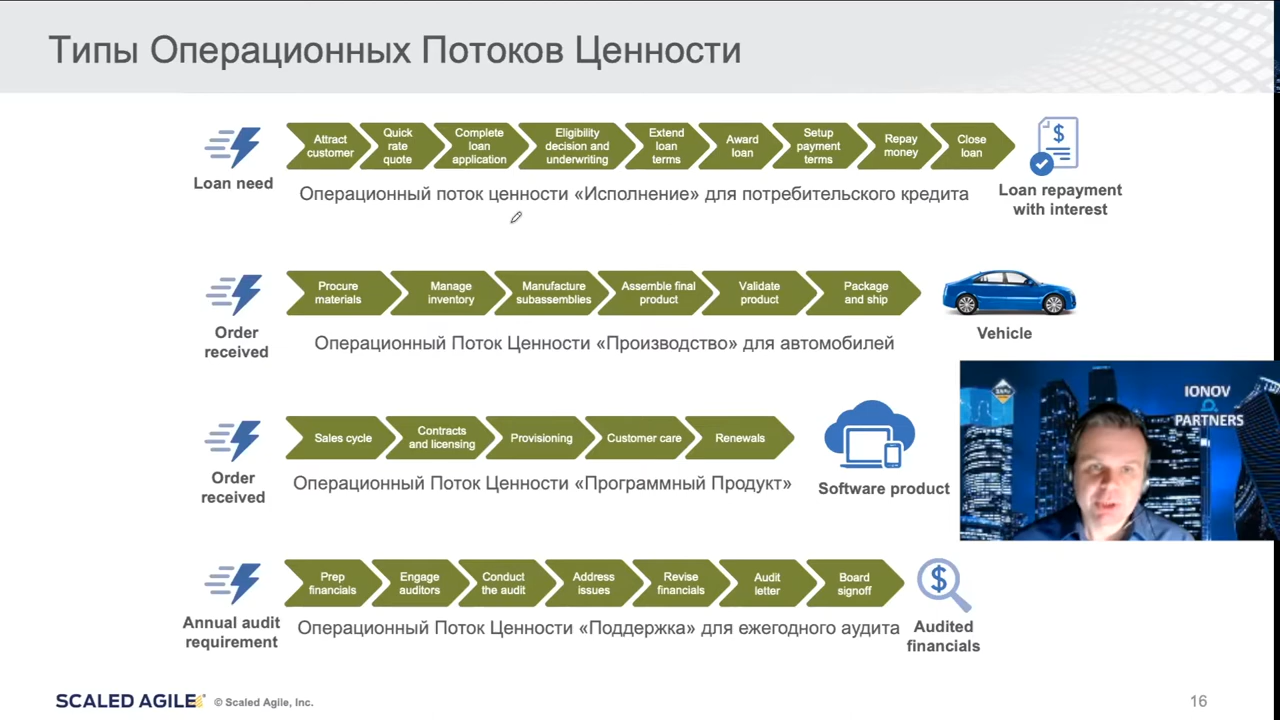 Типы Операционных Потоков Ценности
Loan need
Attract
customer
Quick
rate
quote
Complete
loan
application
Eligibility
decision and
underwriting
Extend
loan
terms
Award
loan
Setup
payment
terms
Repay
money
Close
loan
Loan repayment
with interest
Операционный поток ценности «Исполнение» для потребительского кредита
Order
received
Procure
materials
Manage
inventory
Manufacture
subassemblies
Assemble final
product
Validate
product
Package
and ship
Vehicle
Операционный Поток Ценности «Производство» для автомобилей
Order
received
Sales cycle
Contracts
and licensing
Provisioning
Customer care
Renewals
Software product
Операционный Поток Ценности «Программный Продукт»
IONOV
PARTNERS
Annual audit
requirement
Prep
financials
Engage
auditors
Conduct
the audit
Address
issues
Revise
financials
Audit
letter
Board
signoff
Audited
financials
Операционный Поток Ценности «Поддержка» для ежегодного аудита
SCALED AGILE
© Scaled Agile, Inc.
16